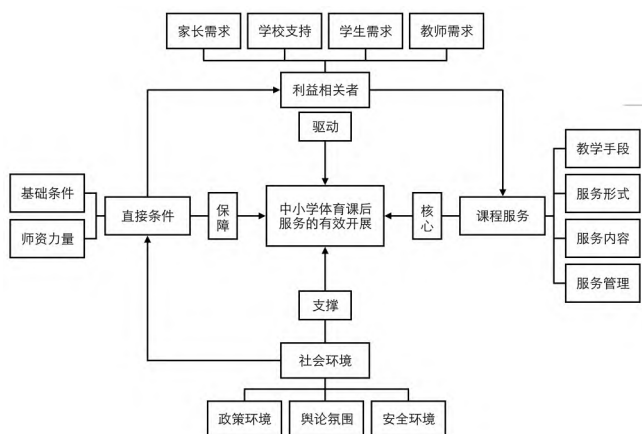 家长需求
学校支持
学生需求
教师需求
利益相关者
驱动
教学手段
基础条件
服务形式
直接条件
保障
中小学体育课后
服务的有效开展
核心
课程服务
师资力量
服务内容
服务管理
支撑
社会环境
政策环境
舆论氛围
安全环境